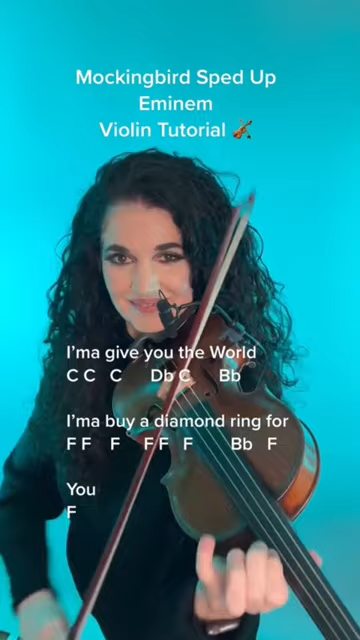 Mockingbird Sped Up
Eminem
Violin Tutorial 🎻
I'ma give you the World
C C C Db C Bb
I'ma buy a diamond ring for
F F F F F F Bb F
You
F